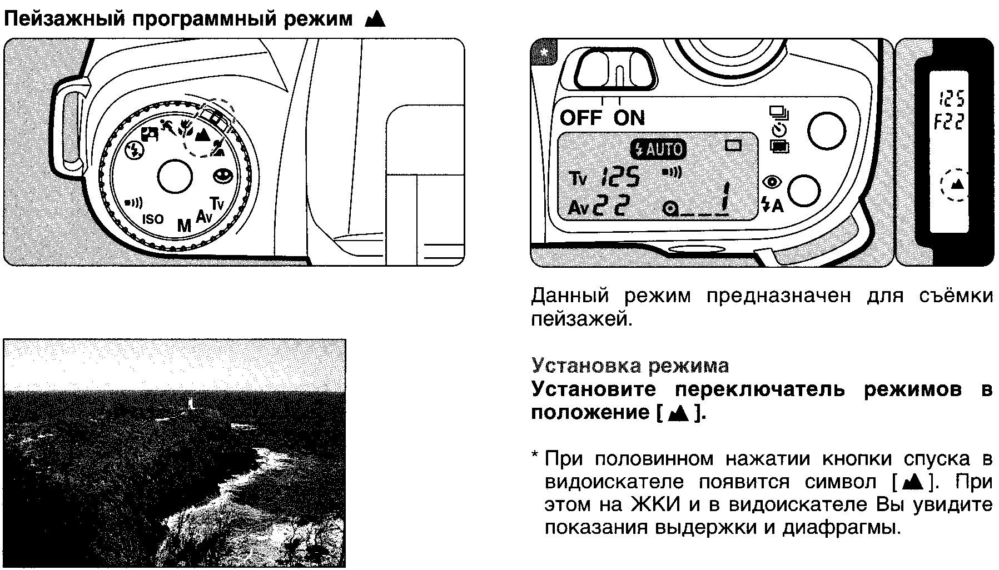 Пейзажный программный режим
ISO
M
Av
Tv
*
OFF ON
AUTO
Tv 125
Av 22
1
A
125
F22
Данный режим предназначен для съёмки
пейзажей.
Установка режима
Установите переключатель режимов в
положение [ ].
* При половинном нажатии кнопки спуска в
видоискателе появится символ [ ]. При
этом на ЖКИ и в видоискателе Вы увидите
показания выдержки и диафрагмы.